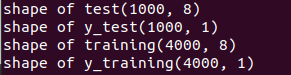 shape of test(1000, 8)
shape of y_test(1000, 1)
shape of training(4000, 8)
shape of y_training(4000, 1)